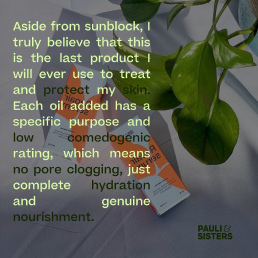 Aside from sunblock, I
truly believe that this
is the last product I
will ever use to treat
and protect my skin.
Each oil added has a
specific purpose and
low comedogenic
rating, which means
no pore clogging, just
complete hydration
and genuine
nourishment.
PAULI &
SISTERS